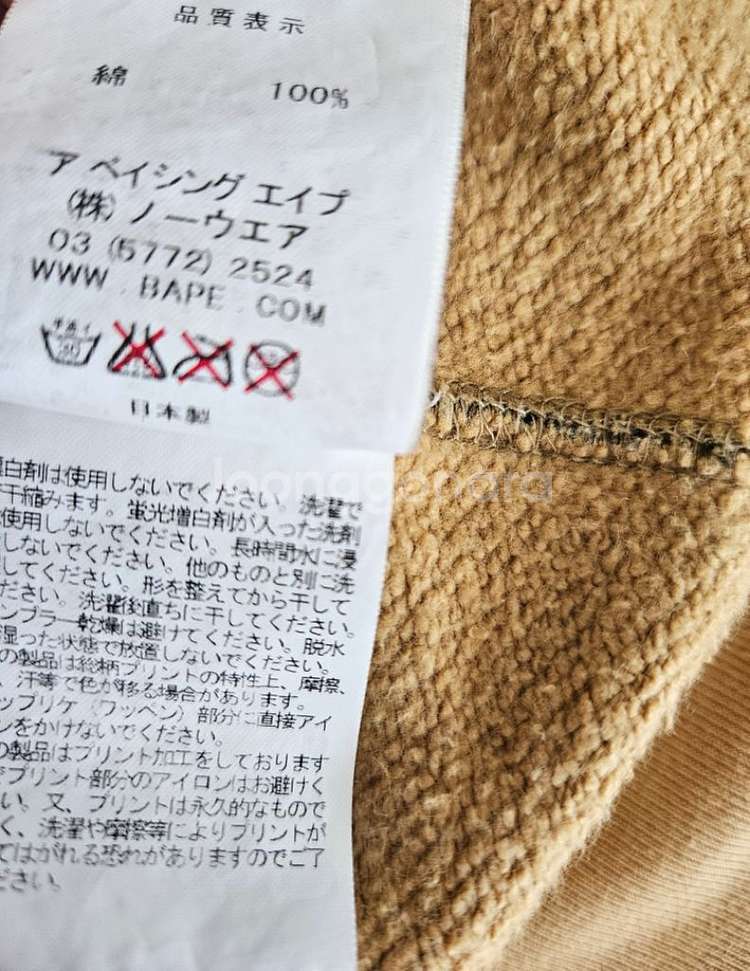 品質表示
綿 100%
ア ベイシング エイプ
(株) ノーウエア
03 (5772) 2524
WWW . BAPE . COM
日本製
白剤は使用しないでください。洗濯で
干縮みます。蛍光増白剤が入った洗剤
使用しないでください。長時間水に浸
しないでください。他のものと別に洗
してください。形を整えてから干して
ださい。洗濯後直ちに干してください。
ンブラー乾燥は避けてください。脱水
湿った状態で放置しないでください。
の製品は総柄プリントの特性上、摩擦、
、汗等で色が移る場合があります。
ップリケ（ワッペン）部分に直接アイ
ンをかけないでください。
の製品はプリント加工をしております
プリント部分のアイロンはお避けく
い。又、プリントは永久的なもので
く、洗濯や摩擦等によりプリントが
てはがれる恐れがありますのでご了
ださい。